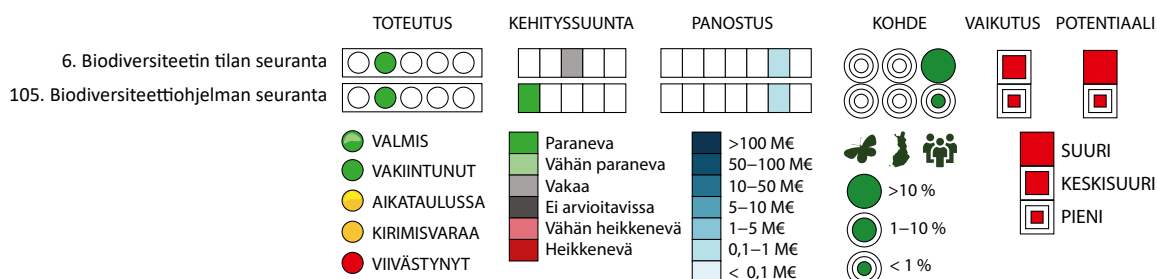 TOTEUTUS KEHITYSSUUNTA PANOSTUS KOHDE VAIKUTUS POTENTIAALI
6. Biodiversiteetin tilan seuranta
105. Biodiversiteettiohjelman seuranta
VALMIS
VAKIINTUNUT
AIKATAULUSSA
KIRIMISVARAA
VIIVÄSTYNYT
Paraneva
Vähän paraneva
Vakaa
Ei arvioitavissa
Vähän heikkenevä
Heikkenevä
>100 M€
50–100 M€
10–50 M€
5–10 M€
1–5 M€
0,1–1 M€
< 0,1 M€
>10 %
1–10 %
< 1 %
SUURI
KESKISUURI
PIENI